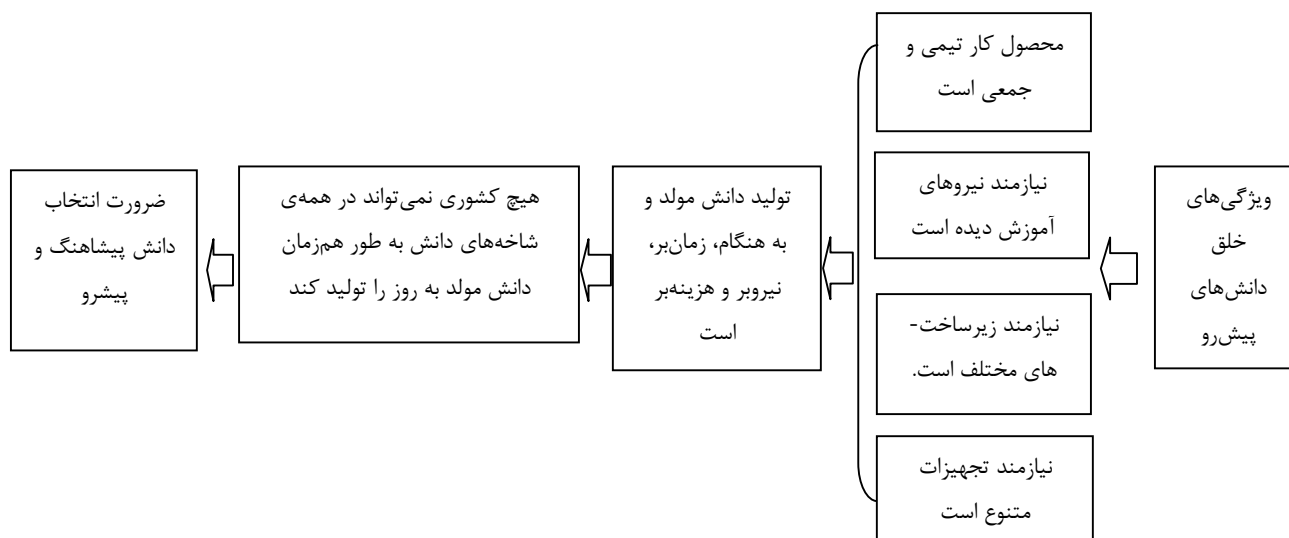 ویژگی‌های
خلق
دانش‌های
پیش‌رو
محصول کار تیمی و
جمعی است
نیازمند نیروهای
آموزش دیده است
نیازمند زیرساخت-
های مختلف است.
نیازمند تجهیزات
متنوع است
تولید دانش مولد و
به هنگام، زمان‌بر،
نیروبر و هزینه‌بر
است
هیچ کشوری نمی‌تواند در همه‌ی
شاخه‌های دانش به طور هم‌زمان
دانش مولد به روز را تولید کند
ضرورت انتخاب
دانش پیشاهنگ و
پیشرو